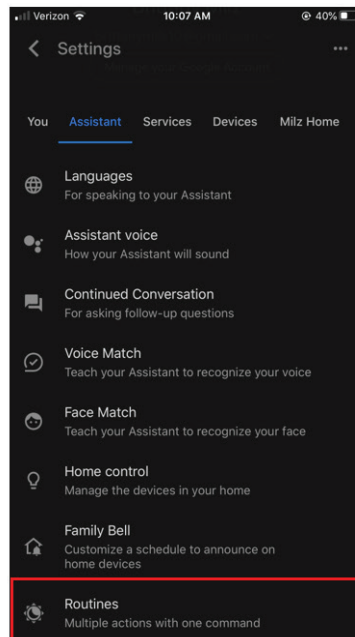 Verizon 10:07 AM 40%
Settings
You Assistant Services Devices Milz Home
Languages
For speaking to your Assistant
Assistant voice
How your Assistant will sound
Continued Conversation
For asking follow-up questions
Voice Match
Teach your Assistant to recognize your voice
Face Match
Teach your Assistant to recognize your face
Home control
Manage the devices in your home
Family Bell
Customize a schedule to announce on
home devices
Routines
Multiple actions with one command